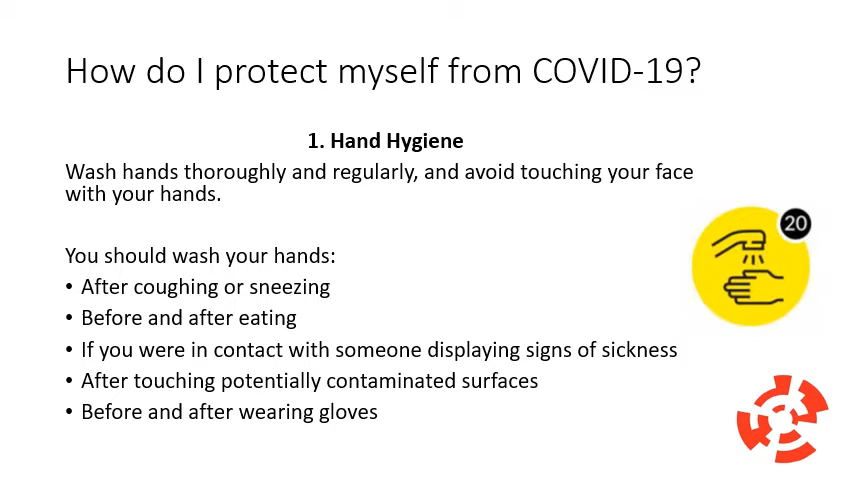 How do I protect myself from COVID-19?
1. Hand Hygiene
Wash hands thoroughly and regularly, and avoid touching your face
with your hands.
20
You should wash your hands:
• After coughing or sneezing
• Before and after eating
• If you were in contact with someone displaying signs of sickness
• After touching potentially contaminated surfaces
• Before and after wearing gloves